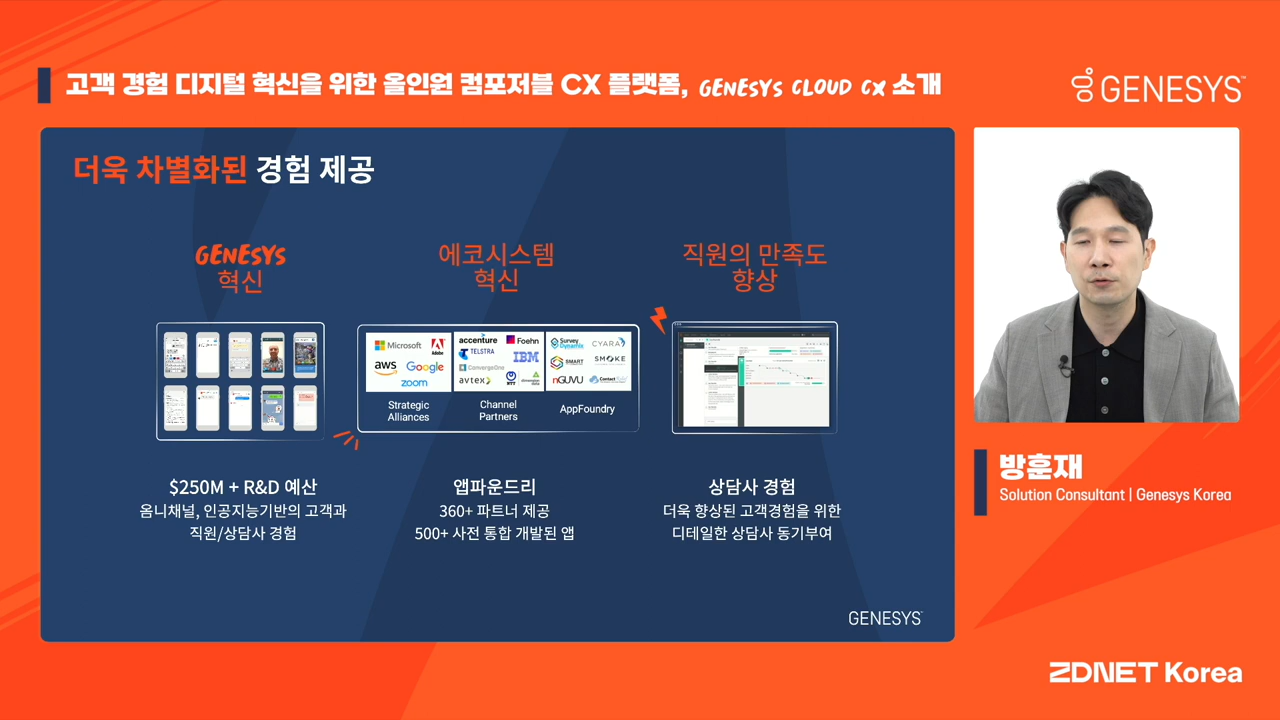 고객 경험 디지털 혁신을 위한 올인원 컴포저블 CX 플랫폼, GENESYS CLOUD CX 소개
GENESYS™
더욱 차별화된 경험 제공
GENESYS
혁신
에코시스템
혁신
직원의 만족도
향상
Microsoft
Adobe
aws
Google
zoom
Strategic
Alliances
accenture
Foehn
TELSTRA
IBM
ConvergeOne
avtex
NTT
dimension data
Channel
Partners
Survey Dynamix
CYARA
SMART
SMOKE
nGUVU
Contact
AppFoundry
$250M + R&D 예산
옴니채널, 인공지능기반의 고객과
직원/상담사 경험
앱파운드리
360+ 파트너 제공
500+ 사전 통합 개발된 앱
상담사 경험
더욱 향상된 고객경험을 위한
디테일한 상담사 동기부여
GENESYS
방훈재
Solution Consultant | Genesys Korea
ZDNET Korea